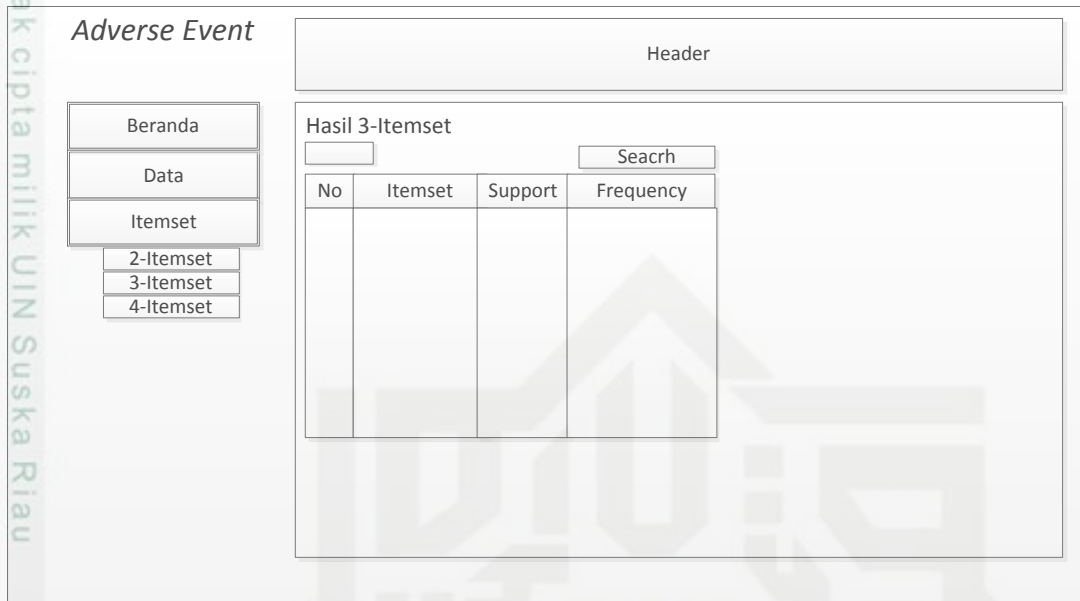 Adverse Event
Header
Beranda
Data
Itemset
2-Itemset
3-Itemset
4-Itemset
Hasil 3-Itemset
Seacrh
No Itemset Support Frequency
ak cipta milik UIN Suska Riau